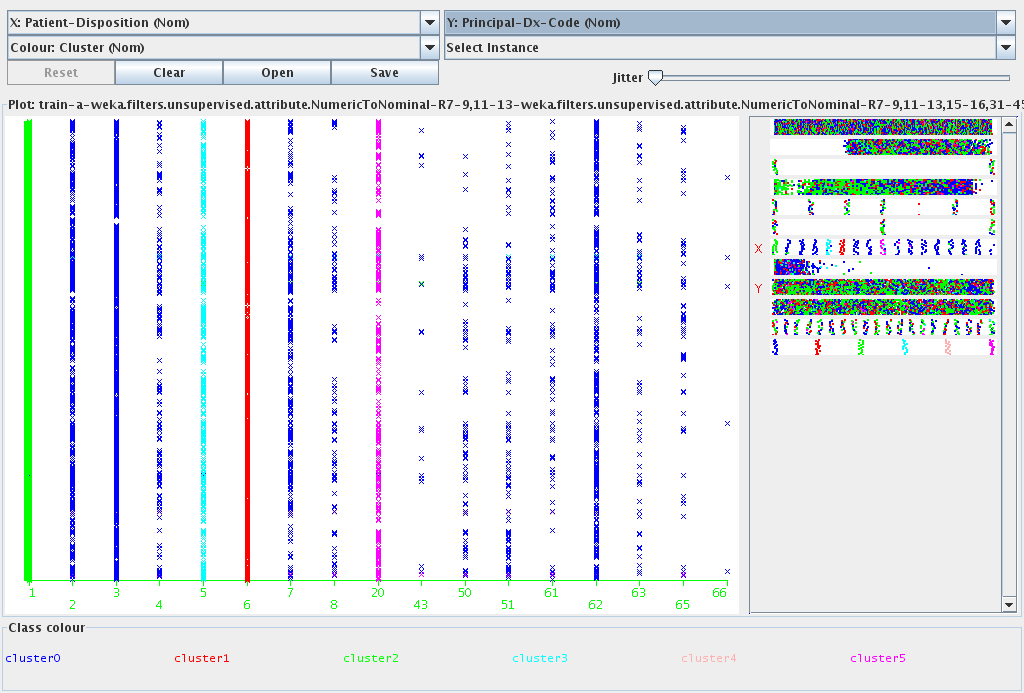 X: Patient-Disposition (Nom)
Y: Principal-Dx-Code (Nom)
Colour: Cluster (Nom)
Select Instance
Reset
Clear
Open
Save
Jitter
Plot: train-a-weka.filters.unsupervised.attribute.NumericToNominal-R7-9,11-13-weka.filters.unsupervised.attribute.NumericToNominal-R7-9,11-13,15-16,31-45
X
Y
1
2
3
4
5
6
7
8
20
43
50
51
61
62
63
65
66
Class colour
cluster0
cluster1
cluster2
cluster3
cluster4
cluster5